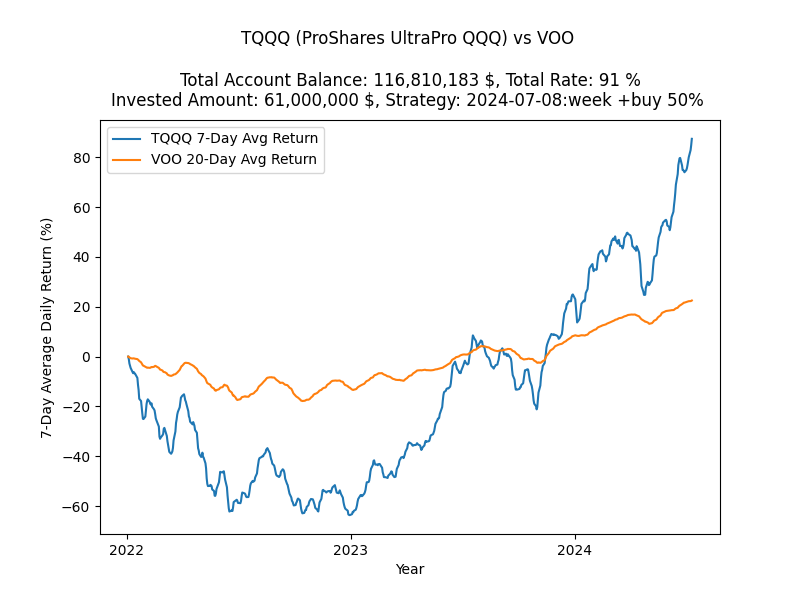 TQQQ (ProShares UltraPro QQQ) vs VOO
Total Account Balance: 116,810,183 $, Total Rate: 91 %
Invested Amount: 61,000,000 $, Strategy: 2024-07-08:week +buy 50%
TQQQ 7-Day Avg Return
VOO 20-Day Avg Return
7-Day Average Daily Return (%)
80
60
40
20
0
−20
−40
−60
2022
2023
2024
Year